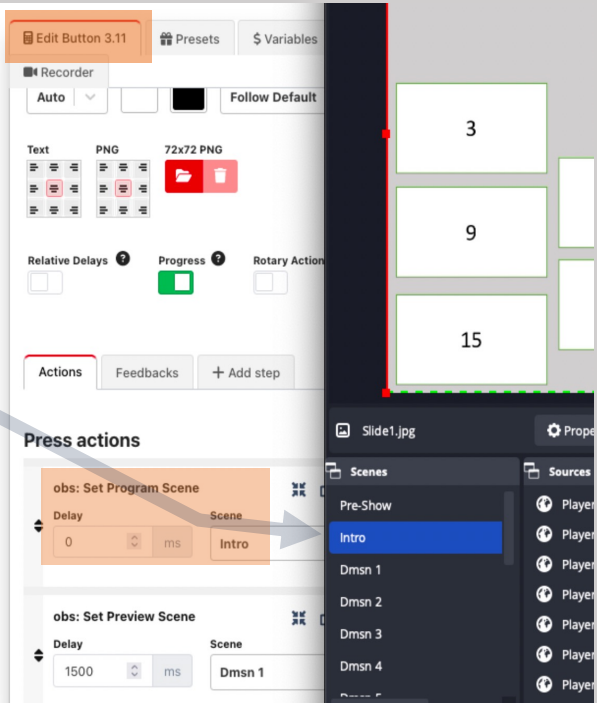 Edit Button 3.11
Presets
$ Variables
Recorder
Auto
Follow Default
Text
PNG
72x72 PNG
Relative Delays ?
Progress ?
Rotary Action
Actions
Feedbacks
+ Add step
Press actions
obs: Set Program Scene
Delay
Scene
0
ms
Intro
obs: Set Preview Scene
Delay
Scene
1500
ms
Dmsn 1
3
9
15
Slide1.jpg
Prope
Scenes
Sources
Pre-Show
Intro
Dmsn 1
Dmsn 2
Dmsn 3
Dmsn 4
Player
Player
Player
Player
Player
Player
Player